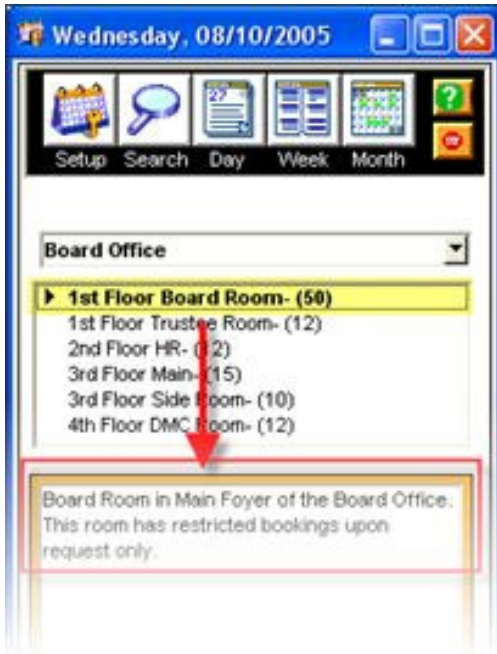 Wednesday, 08/10/2005
27
Setup Search Day Week Month
Board Office
1st Floor Board Room- (50)
1st Floor Trustee Room- (12)
2nd Floor HR- (12)
3rd Floor Main- (15)
3rd Floor Side Room- (10)
4th Floor DMC Room- (12)
Board Room in Main Foyer of the Board Office.
This room has restricted bookings upon
request only.